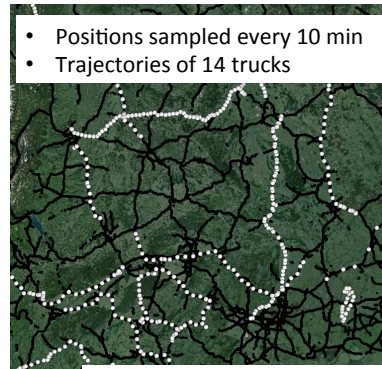 • Positions sampled every 10 min
• Trajectories of 14 trucks